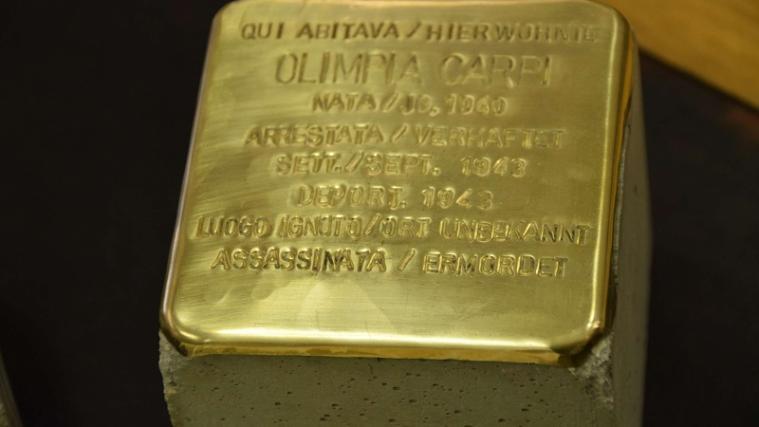 QUI ABITAVA / HIER WOHNTE
OLIMPIA CARPI
NATA / JG. 1940
ARRESTATA / VERHAFTET
SETT. / SEPT. 1943
DEPORT. 1943
LUOGO IGNOTO / ORT UNBEKANNT
ASSASSINATA / ERMORDET